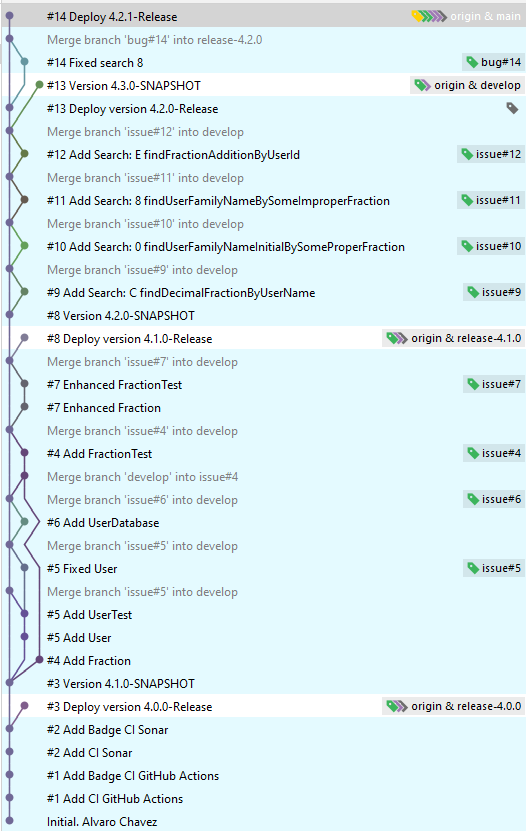 #14 Deploy 4.2.1-Release origin & main
Merge branch 'bug#14' into release-4.2.0
#14 Fixed search 8 bug#14
#13 Version 4.3.0-SNAPSHOT origin & develop
#13 Deploy version 4.2.0-Release
Merge branch 'issue#12' into develop
#12 Add Search: E findFractionAdditionByUserId issue#12
Merge branch 'issue#11' into develop
#11 Add Search: 8 findUserFamilyNameBySomeImproperFraction issue#11
Merge branch 'issue#10' into develop
#10 Add Search: 0 findUserFamilyNameInitialBySomeProperFraction issue#10
Merge branch 'issue#9' into develop
#9 Add Search: C findDecimalFractionByUserName issue#9
#8 Version 4.2.0-SNAPSHOT
#8 Deploy version 4.1.0-Release origin & release-4.1.0
Merge branch 'issue#7' into develop
#7 Enhanced FractionTest issue#7
#7 Enhanced Fraction
Merge branch 'issue#4' into develop
#4 Add FractionTest issue#4
Merge branch 'develop' into issue#4
Merge branch 'issue#6' into develop issue#6
#6 Add UserDatabase
Merge branch 'issue#5' into develop
#5 Fixed User issue#5
Merge branch 'issue#5' into develop
#5 Add UserTest
#5 Add User
#4 Add Fraction
#3 Version 4.1.0-SNAPSHOT
#3 Deploy version 4.0.0-Release origin & release-4.0.0
#2 Add Badge CI Sonar
#2 Add CI Sonar
#1 Add Badge CI GitHub Actions
#1 Add CI GitHub Actions
Initial. Alvaro Chavez